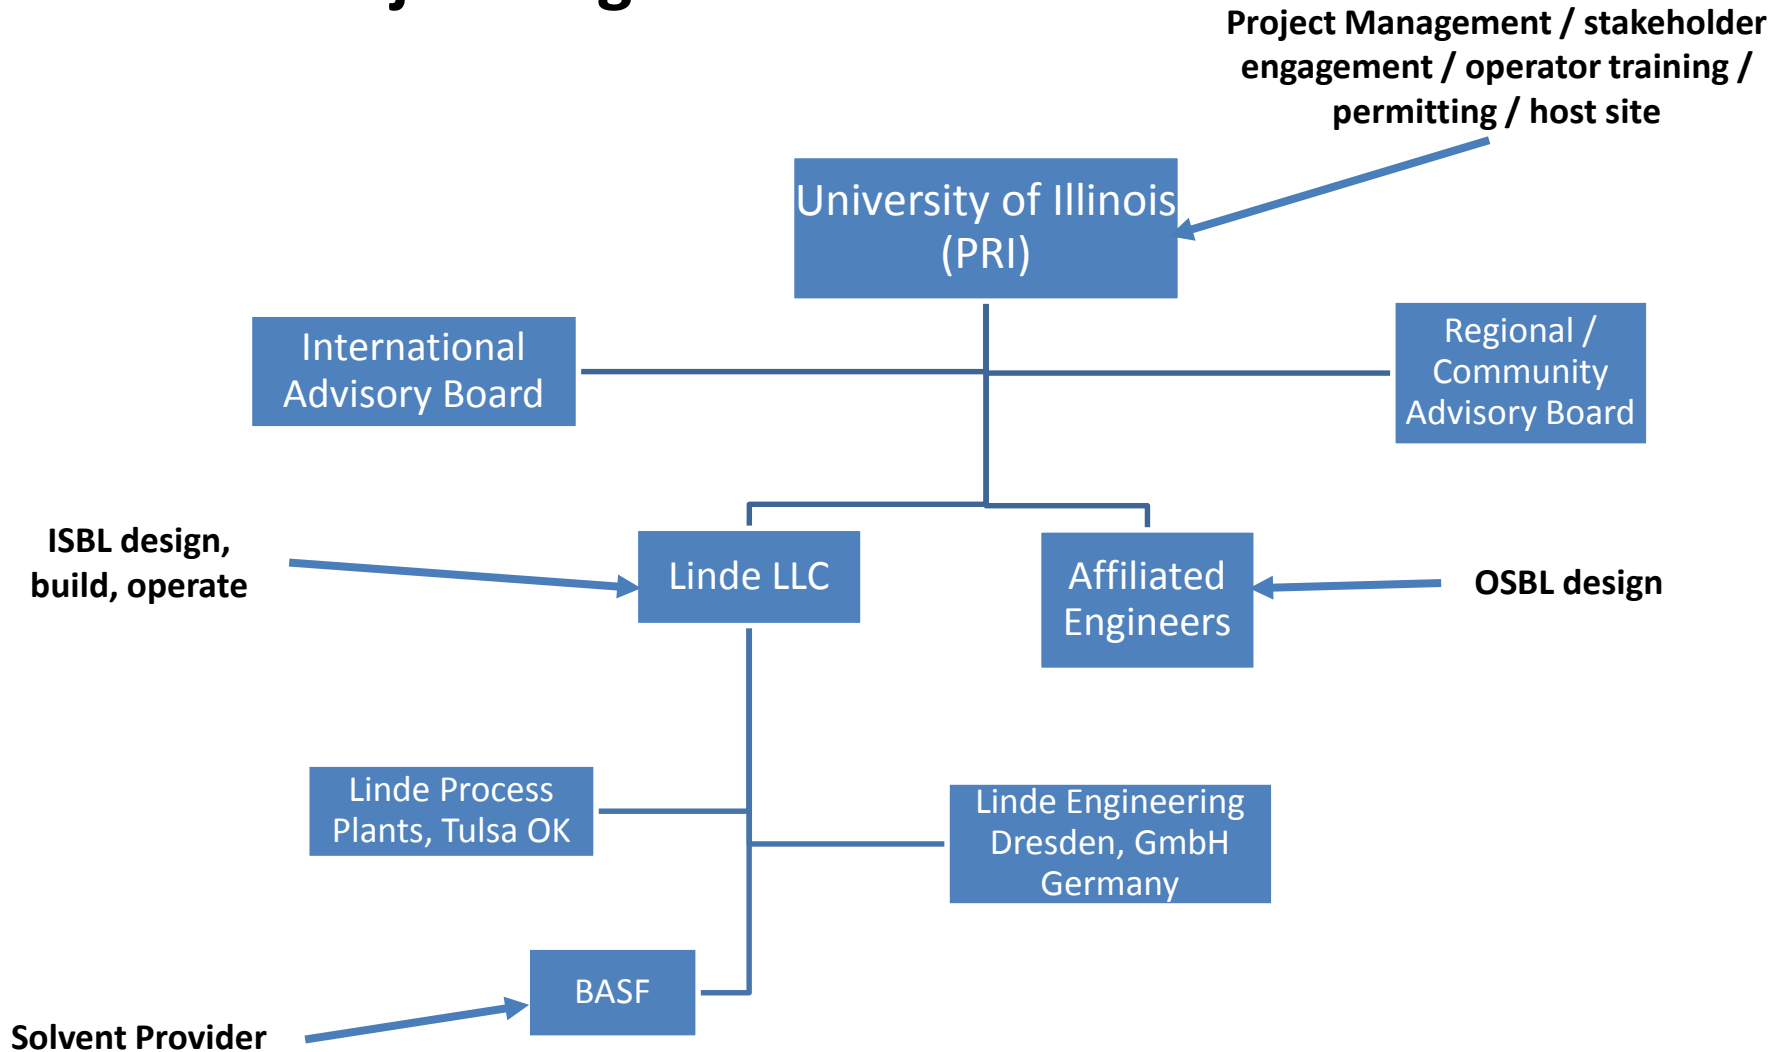 Project Management / stakeholder
engagement / operator training /
permitting / host site
University of Illinois
(PRI)
International
Advisory Board
Regional /
Community
Advisory Board
ISBL design,
build, operate
Linde LLC
Affiliated
Engineers
OSBL design
Linde Process
Plants, Tulsa OK
Linde Engineering
Dresden, GmbH
Germany
BASF
Solvent Provider